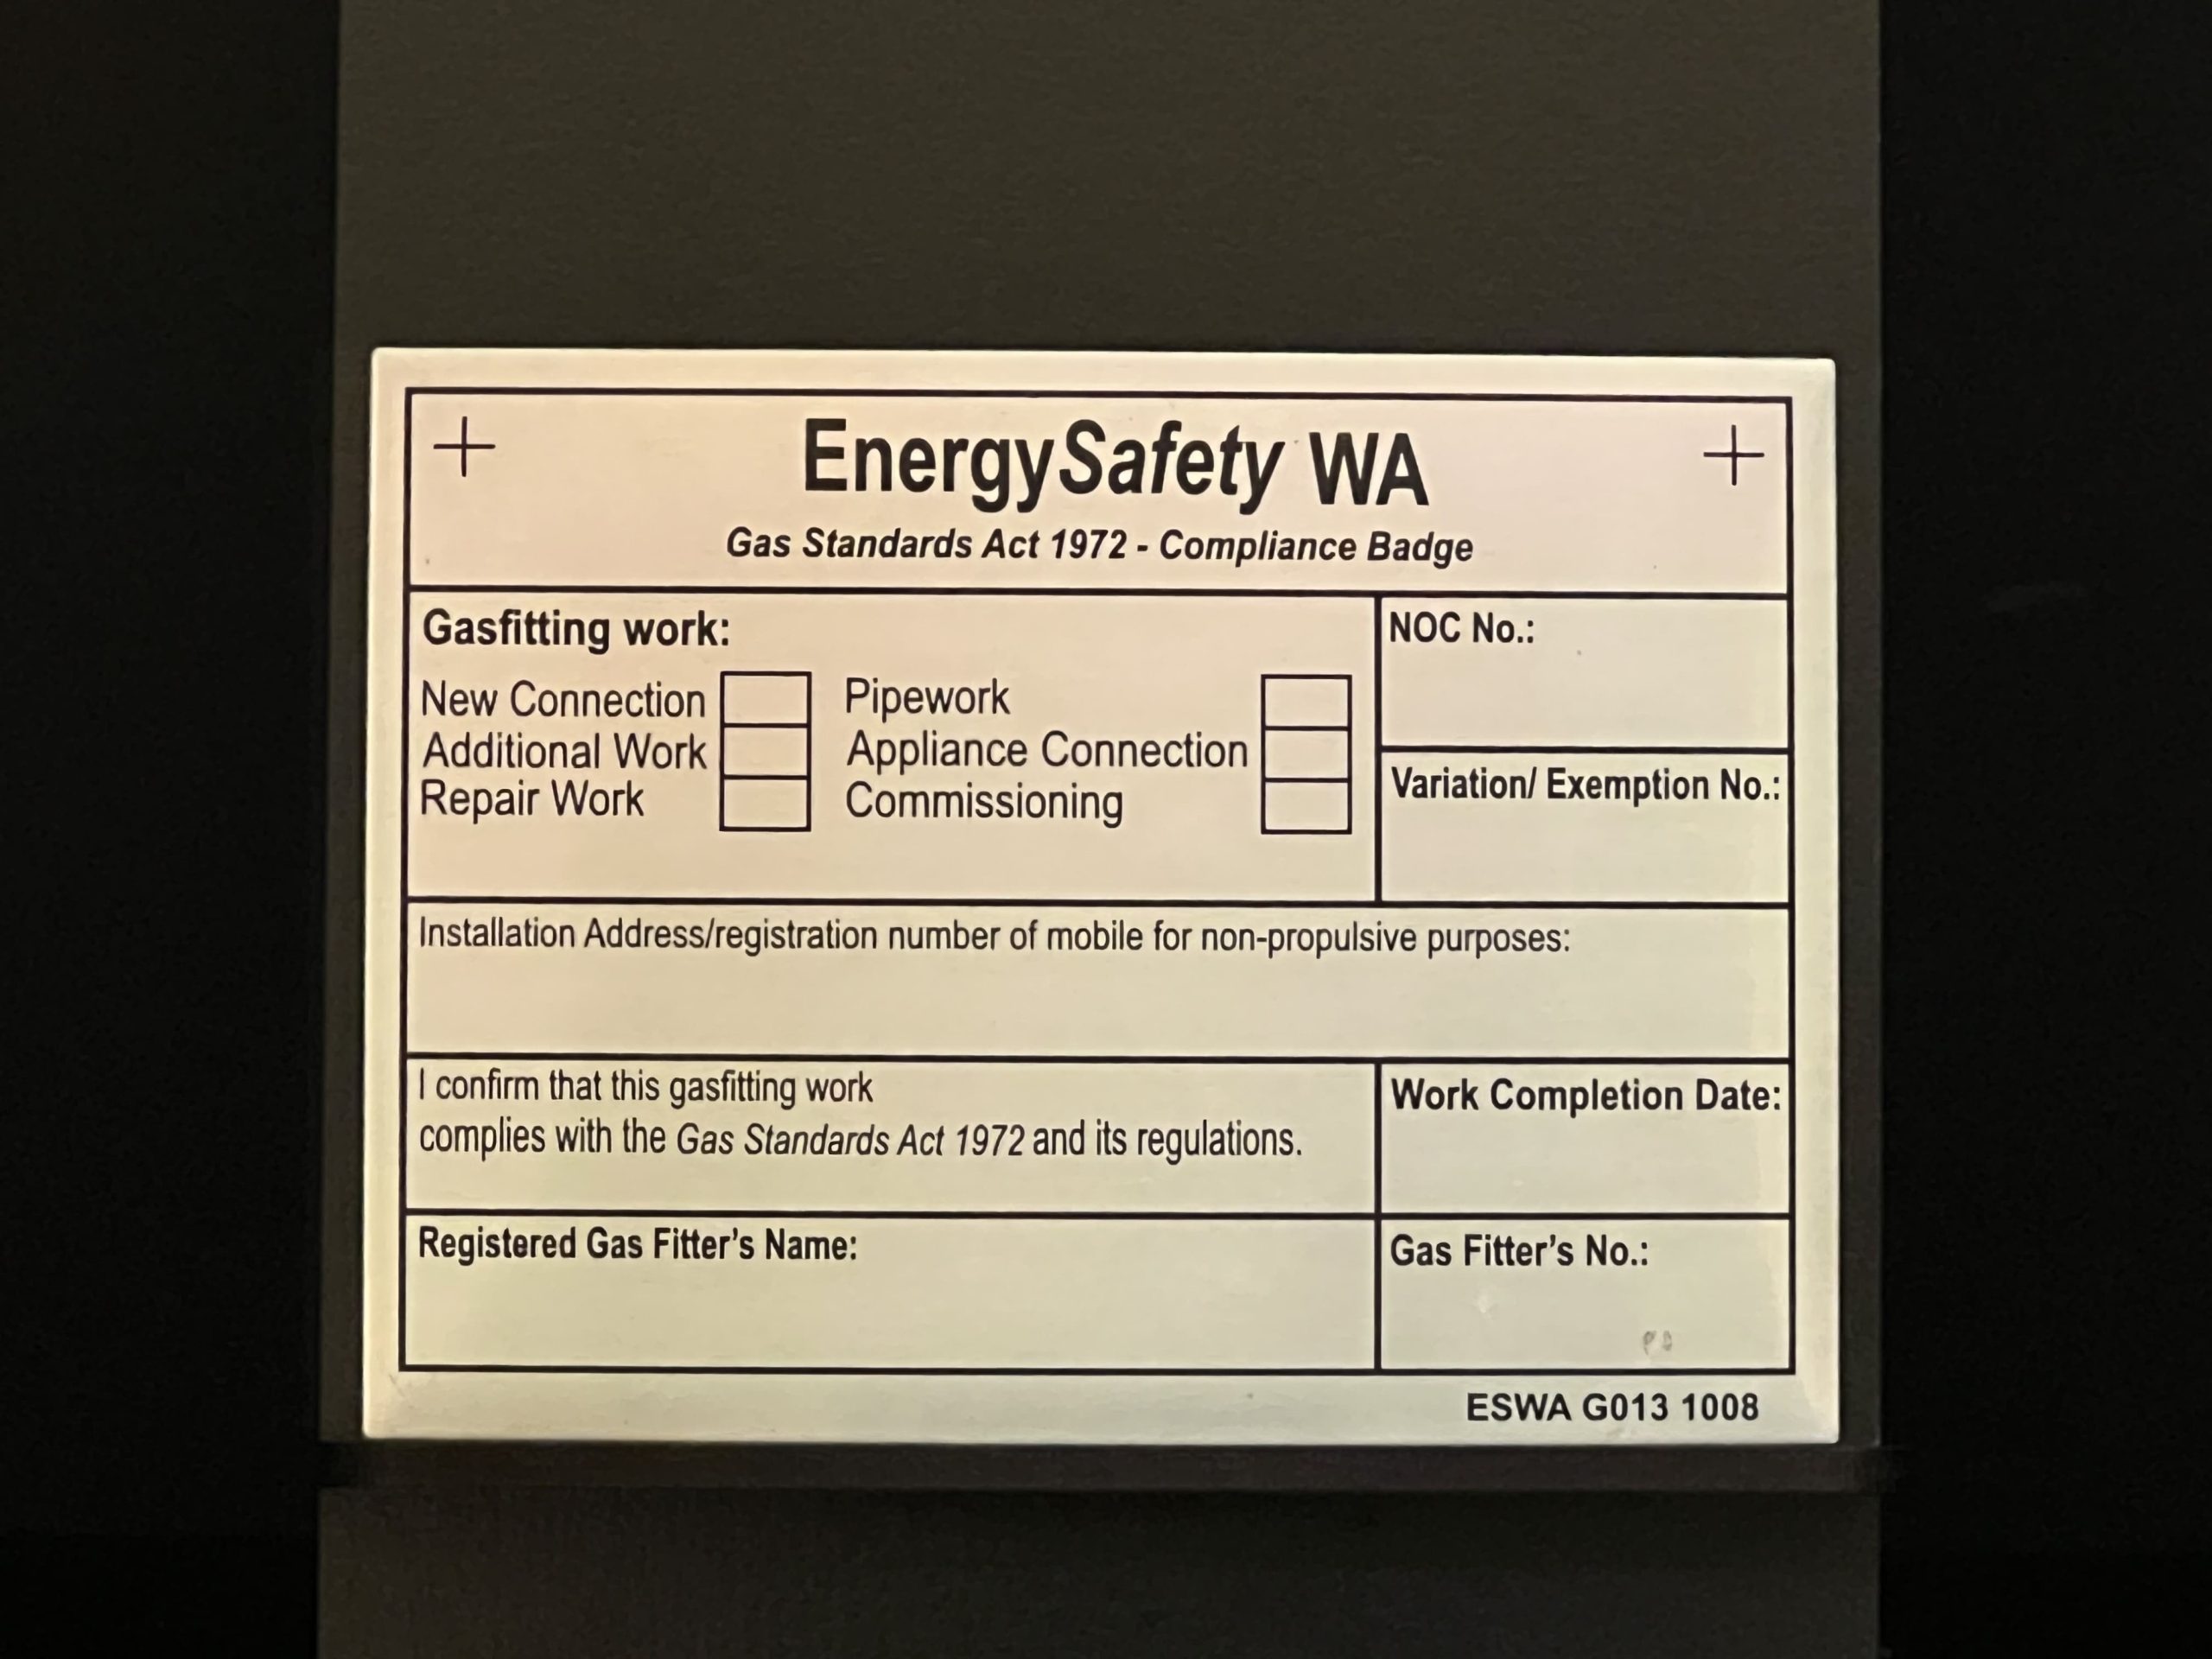 EnergySafety WA
Gas Standards Act 1972 - Compliance Badge
Gasfitting work:
New Connection
Additional Work
Repair Work
Pipework
Appliance Connection
Commissioning
NOC No.:
Variation/ Exemption No.:
Installation Address/registration number of mobile for non-propulsive purposes:
I confirm that this gasfitting work
complies with the Gas Standards Act 1972 and its regulations.
Work Completion Date:
Registered Gas Fitter's Name:
Gas Fitter's No.:
ESWA G013 1008